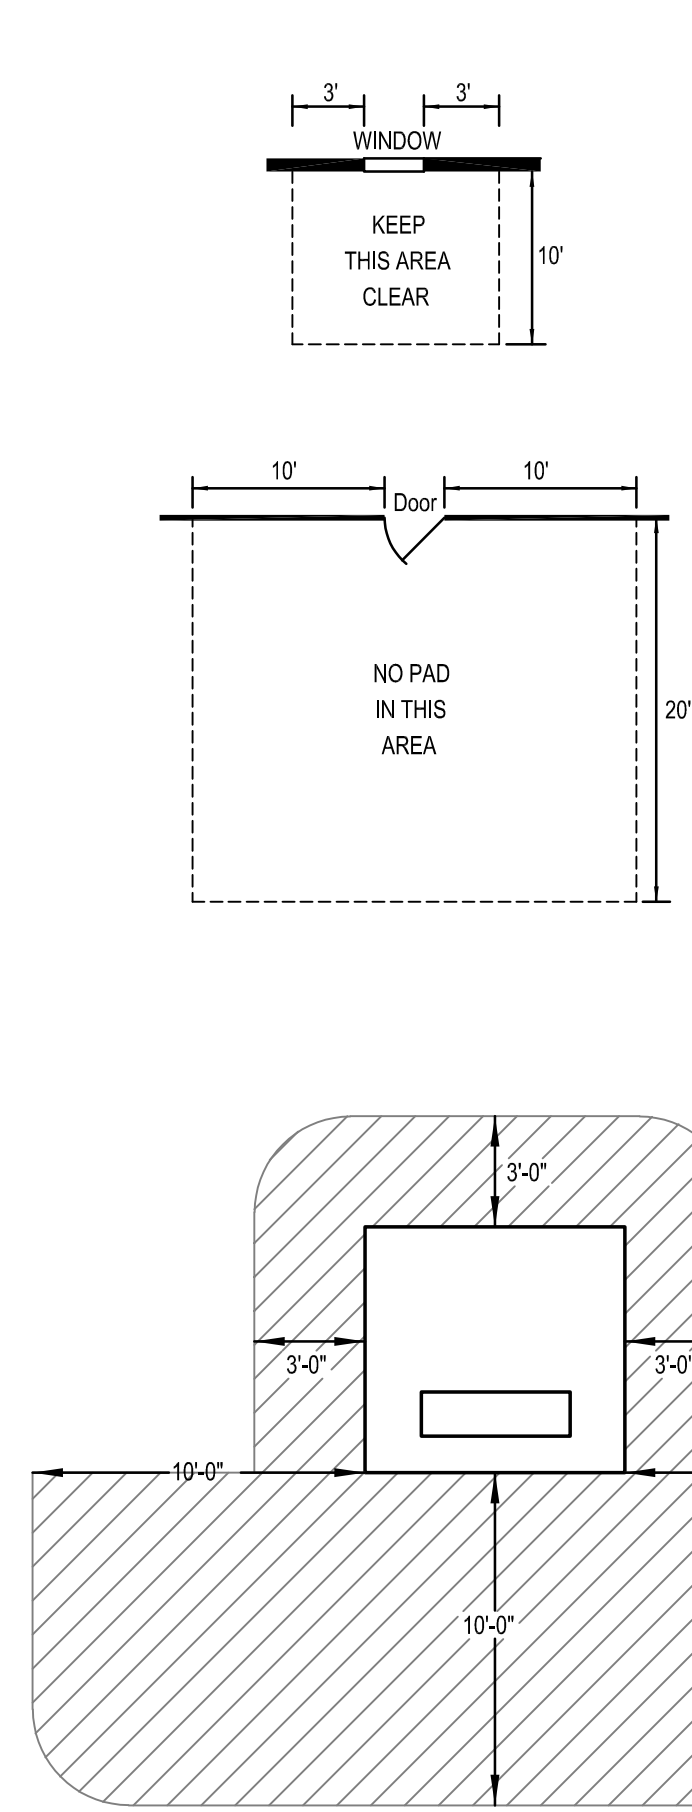 3' 3'
WINDOW
KEEP
THIS AREA
CLEAR
10'
10' 10'
Door
NO PAD
IN THIS
AREA
20'
3'-0"
3'-0" 3'-0"
10'-0"
10'-0"